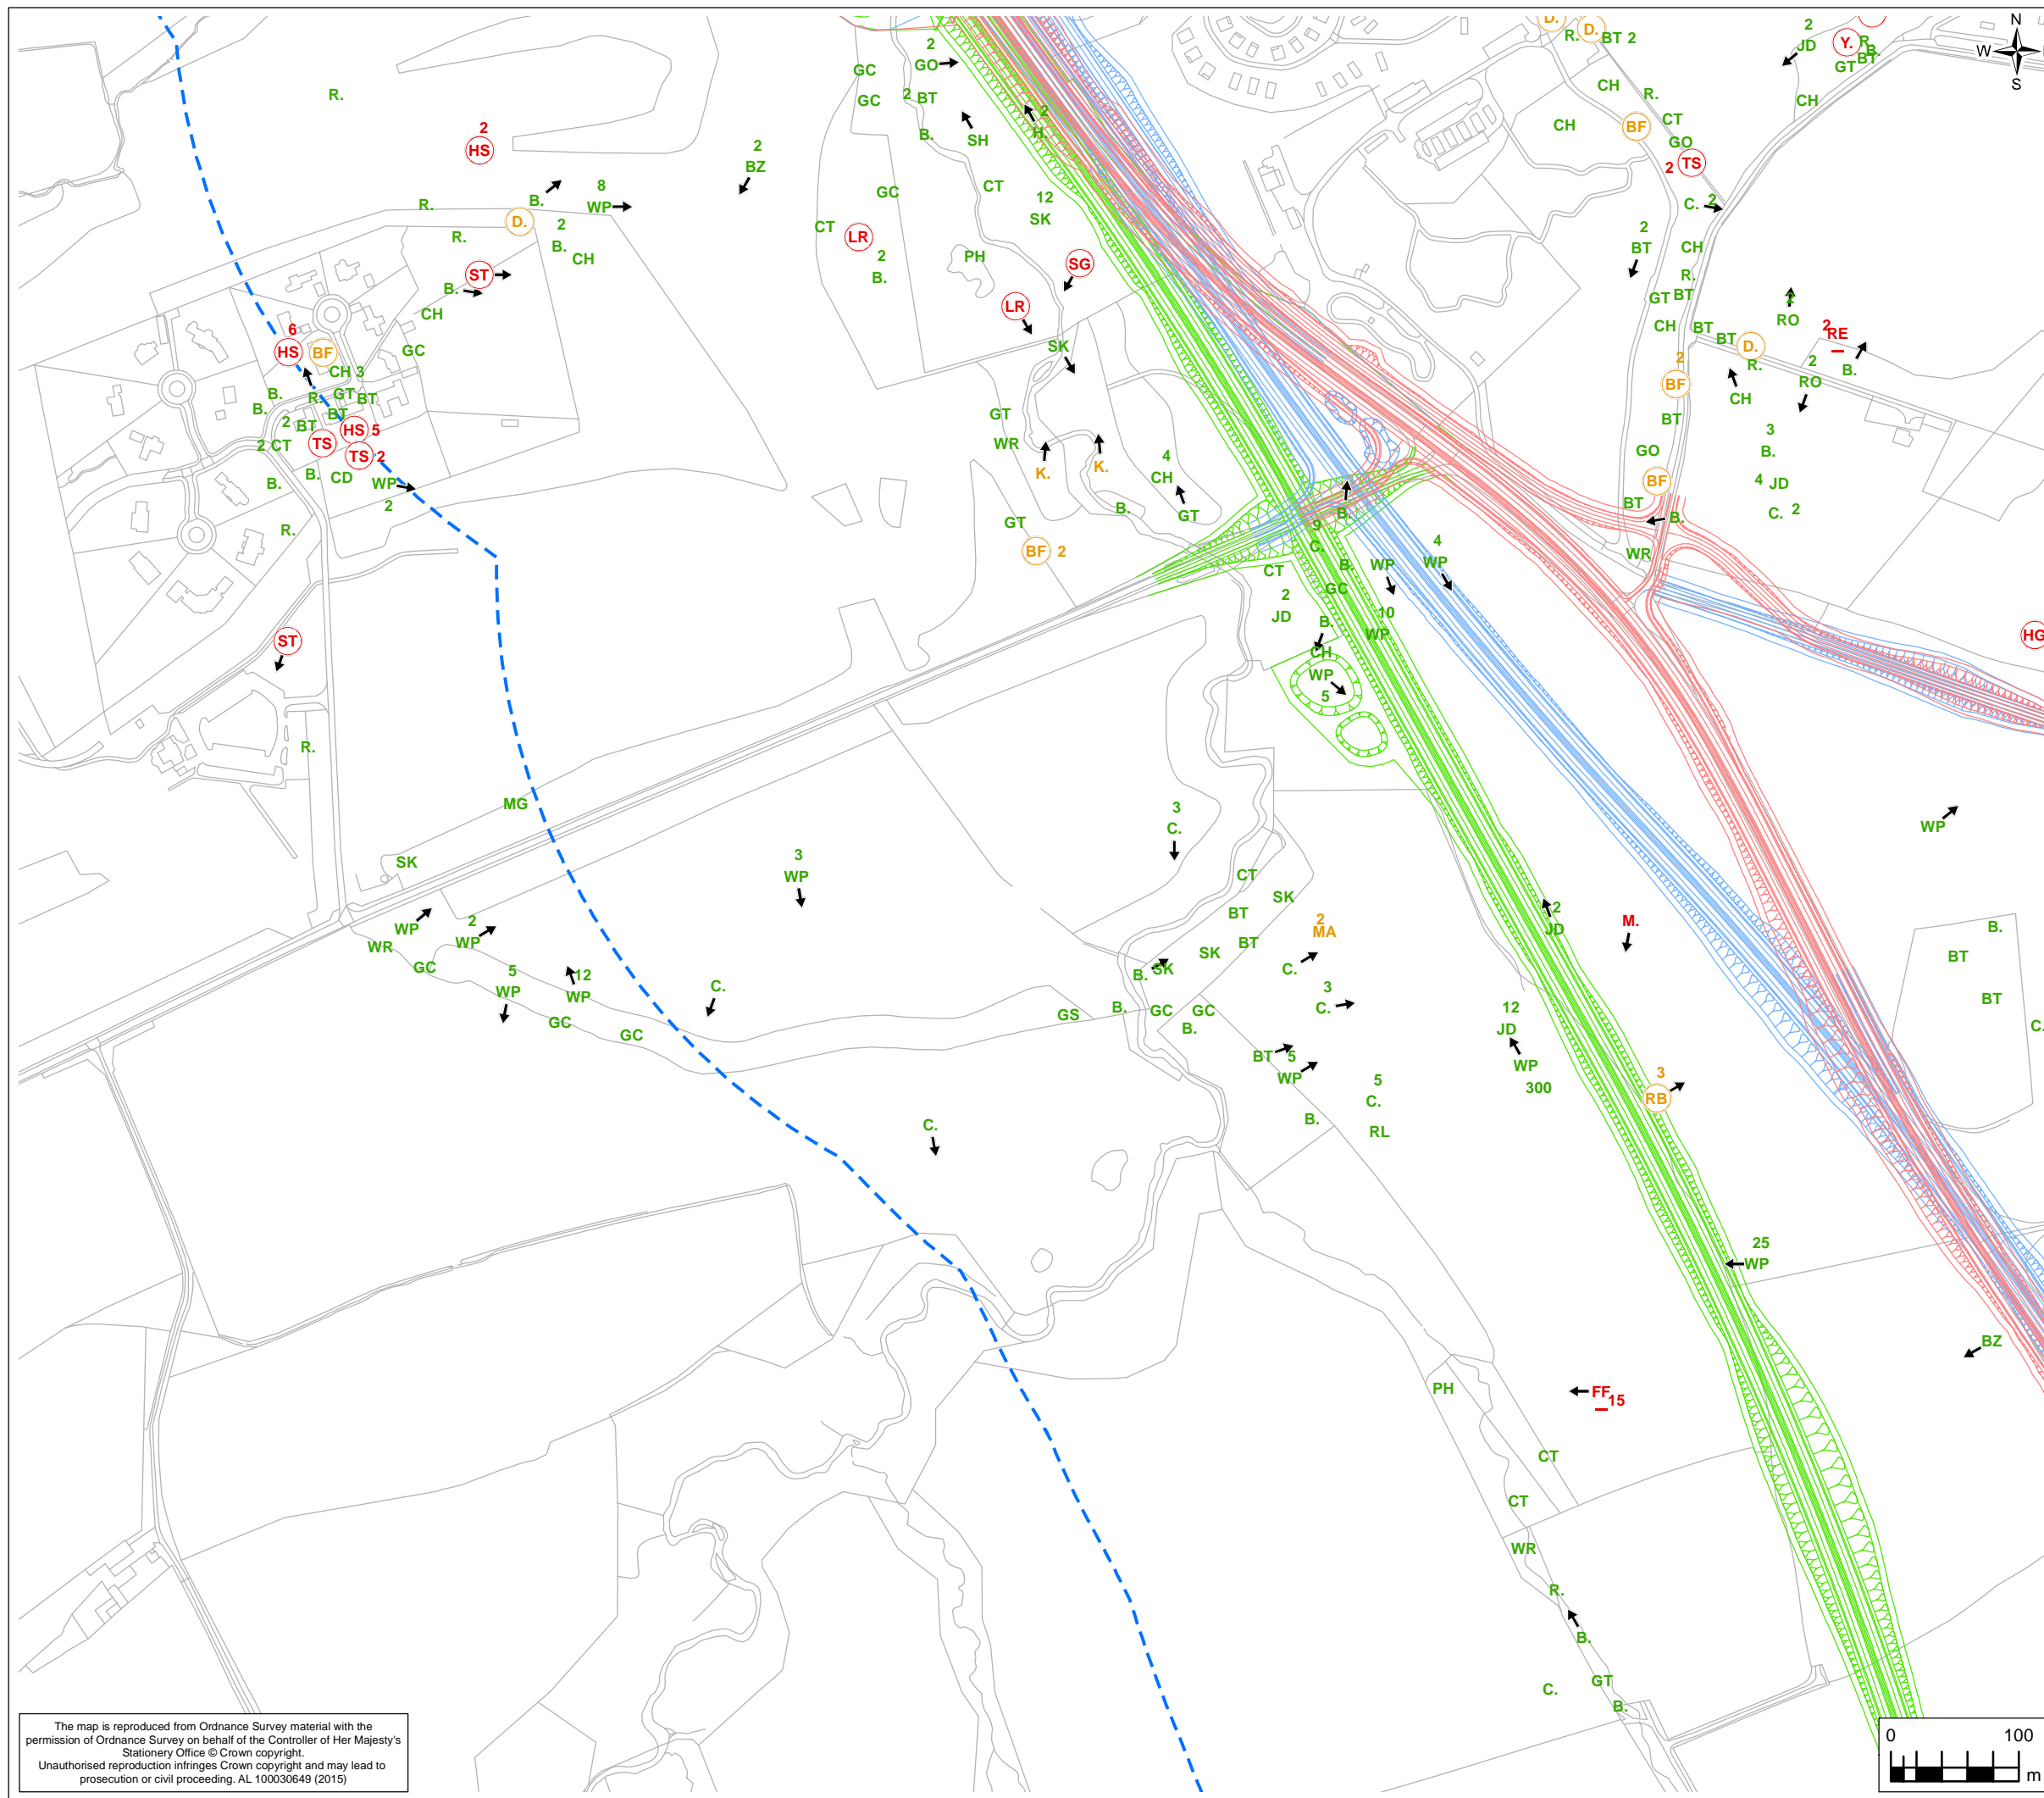 D.
R.
D.
BT 2
2
JD
Y.
R.
B.
BT
GT
N
W
S
2
GO
GC
GC
2 BT
B.
SH
2
H.
R.
2
HS
2
BZ
CH
R.
CT
GO
CH
BF
2
TS
CH
8
WP
B.
D.
R.
R.
2
B.
CH
ST
B.
CH
GC
GC
CT
12
SK
CT
LR
2
B.
PH
SG
LR
SK
C. 2
2
BT
CH
R.
GT BT
CH
BT
BT
D.
R.
2
RO
2
RE
B.
2
RO
CH
2
BF
BT
GO
BF
BT
B.
WR
3
B.
4 JD
C. 2
6
HS
BF
CH 3
B.
R.
GT
BT
B.
2
BT
BT
HS 5
2 CT
TS
TS 2
B.
B.
CD
WP
2
R.
GT
WR
K.
K.
4
CH
GT
B.
GT
BF 2
B.
9
C.
B.
WP
4
WP
CT
GC
2
JD
10
WP
B.
CH
WP
5
HG
ST
R.
MG
SK
3
WP
3
C.
WP
CT
SK
BT
BT
SK
B. SK
2
MA
C.
3
C.
2
JD
M.
B.
BT
BT
C.
WP
WR
2
WP
GC
5
WP
12
WP
GC
GC
C.
GS
B.
GC
GC
B.
BT
5
WP
5
C.
B.
RL
12
JD
WP
300
3
RB
C.
25
WP
BZ
PH
FF 15
CT
CT
WR
R.
B.
GT
C.
B.
The map is reproduced from Ordnance Survey material with the
permission of Ordnance Survey on behalf of the Controller of Her Majesty's
Stationery Office © Crown copyright.
Unauthorised reproduction infringes Crown copyright and may lead to
prosecution or civil proceeding. AL 100030649 (2015)
0 100
m